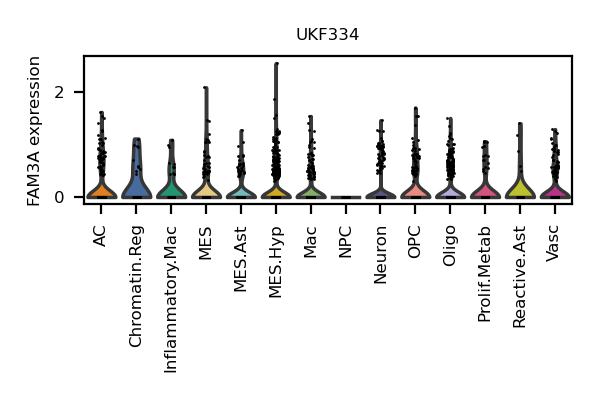 UKF334
FAM3A expression
2
0
AC
Chromatin.Reg
Inflammatory.Mac
MES
MES.Ast
MES.Hyp
Mac
NPC
Neuron
OPC
Oligo
Prolif.Metab
Reactive.Ast
Vasc